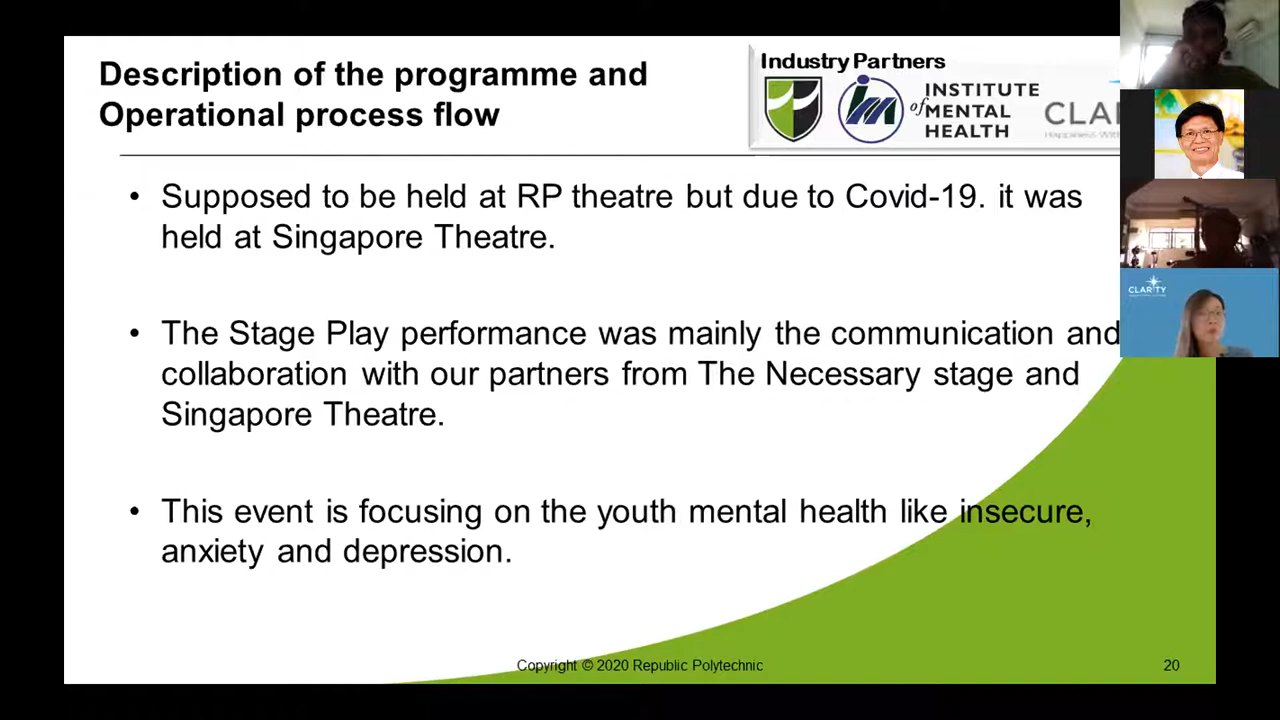 Description of the programme and
Operational process flow
Industry Partners
INSTITUTE
of MENTAL
HEALTH
CLA
Happiness
Supposed to be held at RP theatre but due to Covid-19. it was
held at Singapore Theatre.
The Stage Play performance was mainly the communication and
collaboration with our partners from The Necessary stage and
Singapore Theatre.
This event is focusing on the youth mental health like insecure,
anxiety and depression.
Copyright © 2020 Republic Polytechnic
20
CLARITY